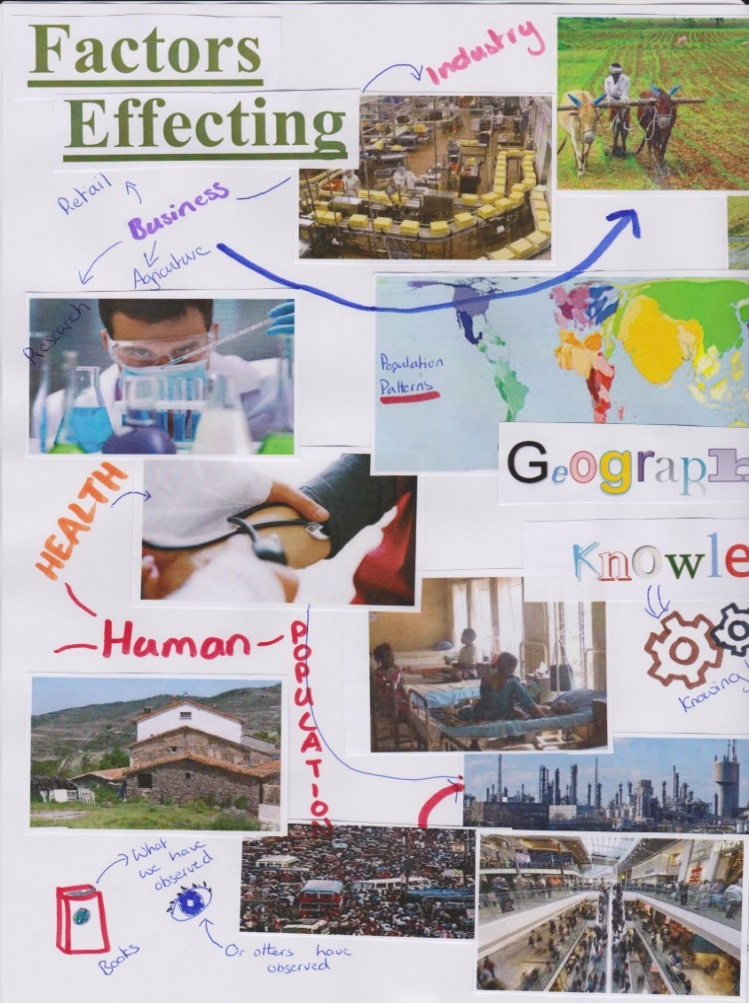 Factors
Effecting
Industry
Retail
Business
Agriculture
Research
Population
Patterns
Geograph
Knowle
HEALTH
Human
POPULATION
Knowing
What
we have
observed
Books
Or others have
observed